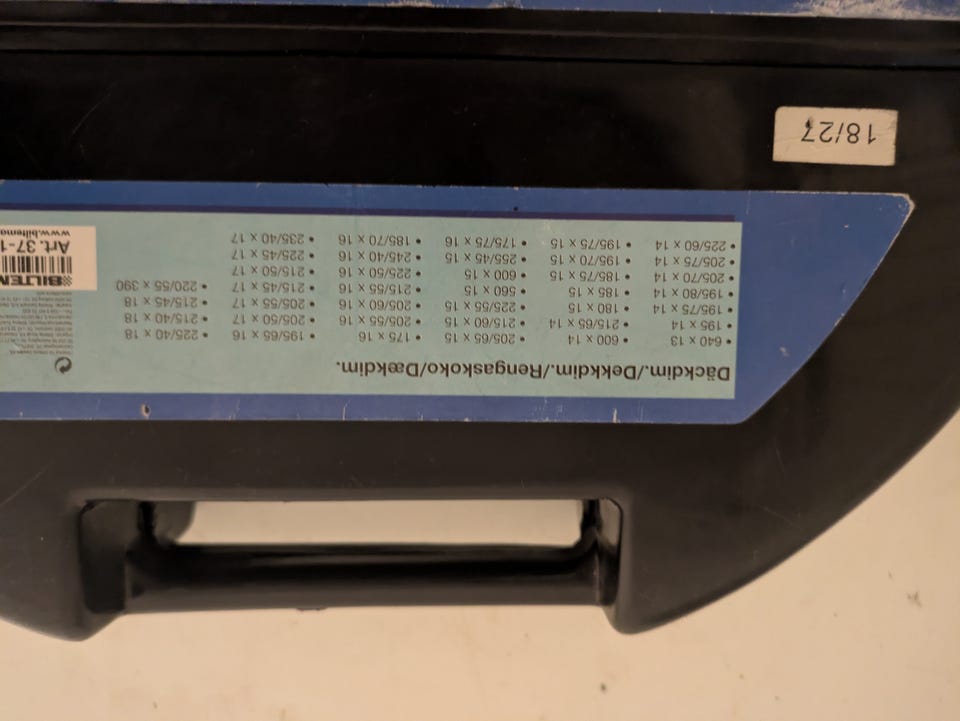 Däckdim./Dekkdim./Rengaskoko/Dækdim.
• 640 x 13
• 195 x 14
• 195/75 x 14
• 195/80 x 14
• 205/70 x 14
• 205/75 x 14
• 225/60 x 14
• 600 x 14
• 215/65 x 14
• 180 x 15
• 185 x 15
• 185/75 x 15
• 195/70 x 15
• 195/75 x 15
• 205/65 x 15
• 215/60 x 15
• 225/55 x 15
• 560 x 15
• 600 x 15
• 255/45 x 15
• 175/75 x 16
• 175 x 16
• 205/55 x 16
• 205/60 x 16
• 215/55 x 16
• 225/50 x 16
• 245/40 x 16
• 185/70 x 16
• 195/65 x 16
• 205/50 x 17
• 205/55 x 17
• 215/45 x 17
• 215/50 x 17
• 225/45 x 17
• 235/40 x 17
• 225/40 x 18
• 215/40 x 18
• 215/45 x 18
• 220/55 x 390
BILTEM
Art. 37-1
www.biltema
18/27